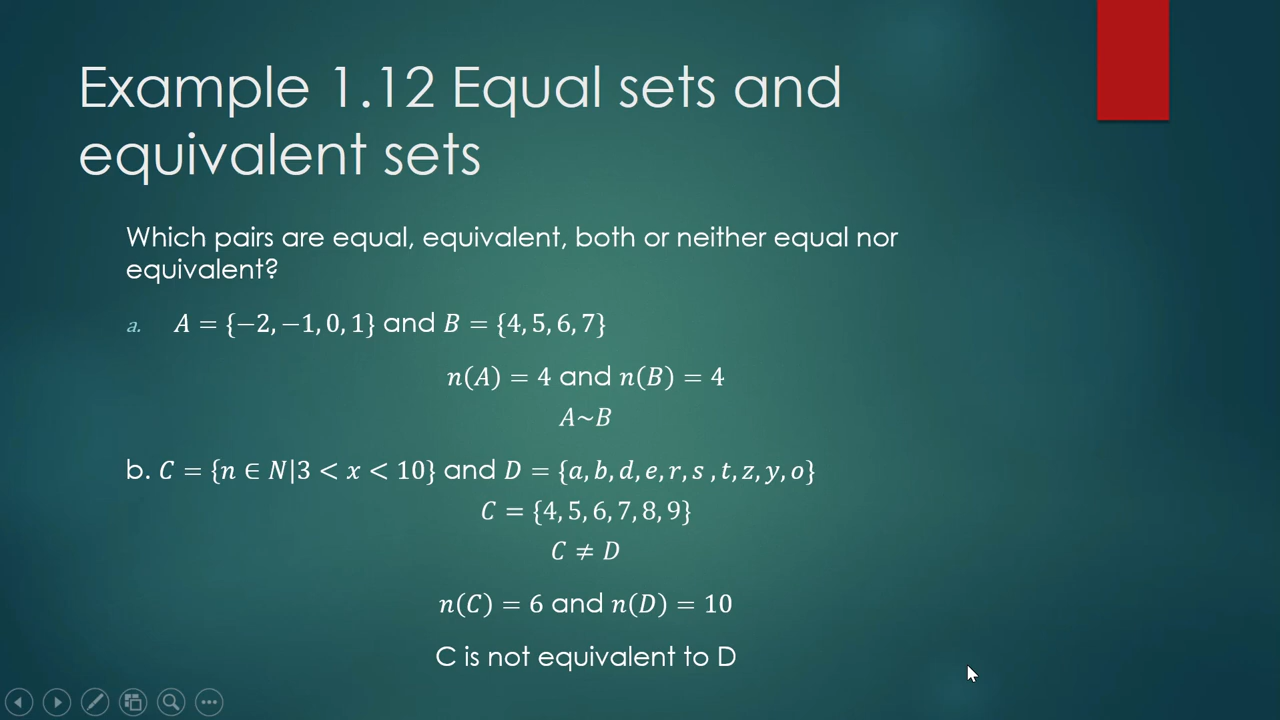 Example 1.12 Equal sets and
equivalent sets
Which pairs are equal, equivalent, both or neither equal nor
equivalent?
a. A = {−2, −1, 0, 1} and B = {4, 5, 6, 7}
n(A) = 4 and n(B) = 4
A~B
b. C = {n ∈ N|3 < x < 10} and D = {a, b, d, e, r, s , t, z, y, o}
C = {4, 5, 6, 7, 8, 9}
C ≠ D
n(C) = 6 and n(D) = 10
C is not equivalent to D